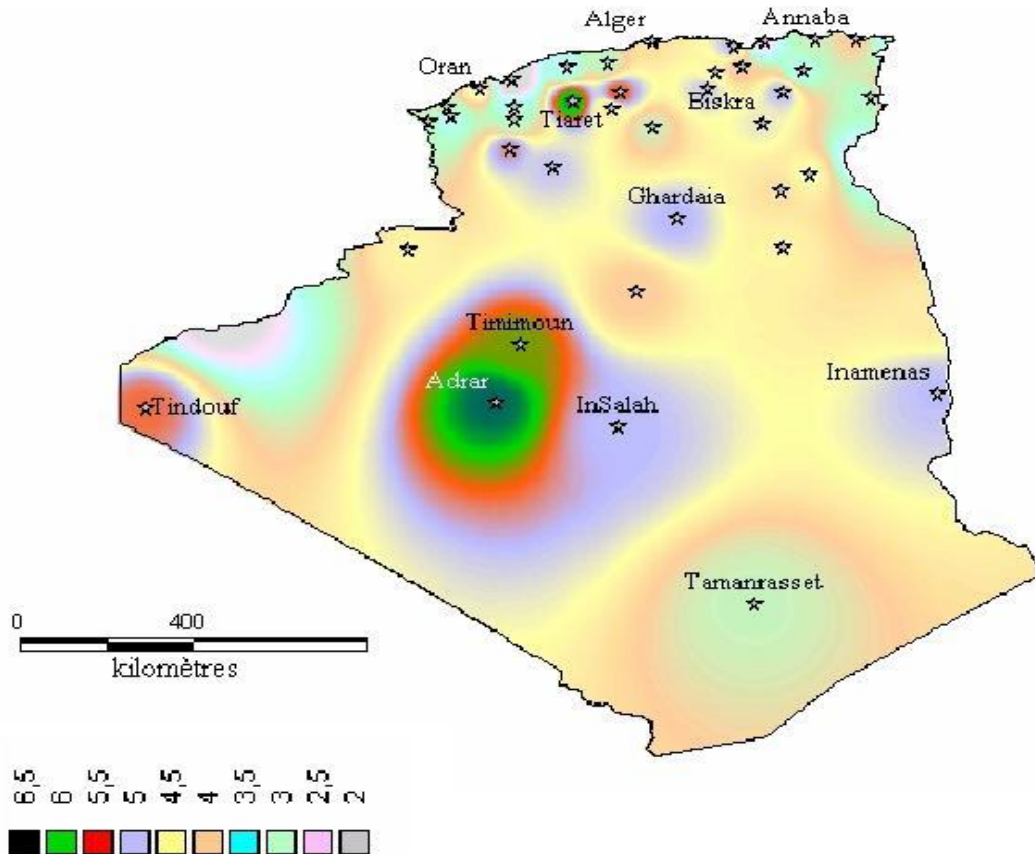 Alger
Annaba
Oran
Biskra
Tiaret
Ghardaia
Timimoun
Adrar
Inamenas
Tindouf
InSalah
Tamanrasset
0 400
kilomètres
6,5 6 5,5 5 4,5 4 3,5 3 2,5 2